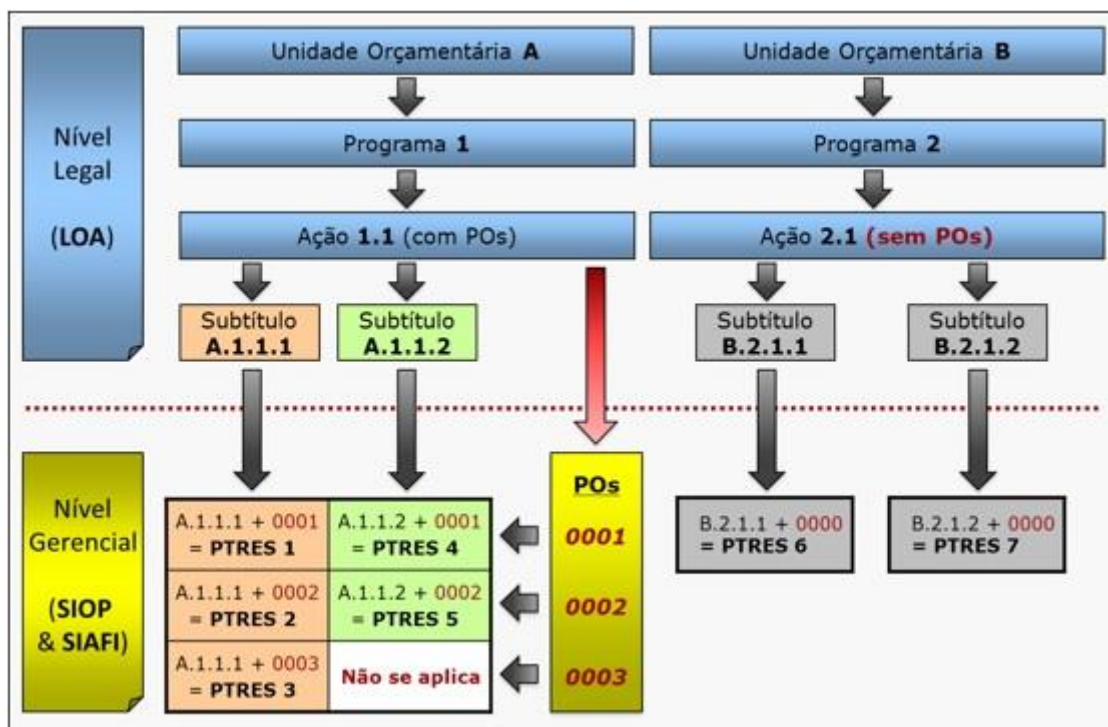 Nível
Legal
(LOA)
Unidade Orçamentária A
Unidade Orçamentária B
Programa 1
Programa 2
Ação 1.1 (com POs)
Ação 2.1 (sem POs)
Subtítulo
A.1.1.1
Subtítulo
A.1.1.2
Subtítulo
B.2.1.1
Subtítulo
B.2.1.2
Nível
Gerencial
(SIOP
& SIAFI)
A.1.1.1 + 0001
= PTRES 1
A.1.1.2 + 0001
= PTRES 4
A.1.1.1 + 0002
= PTRES 2
A.1.1.2 + 0002
= PTRES 5
A.1.1.1 + 0003
= PTRES 3
Não se aplica
POs
0001
0002
0003
B.2.1.1 + 0000
= PTRES 6
B.2.1.2 + 0000
= PTRES 7